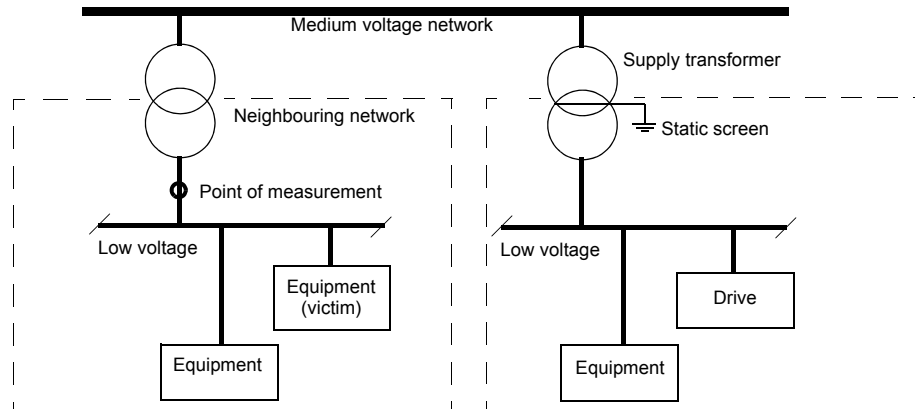 Medium voltage network
Supply transformer
Neighbouring network
Static screen
Point of measurement
Low voltage
Equipment
(victim)
Equipment
Low voltage
Drive
Equipment